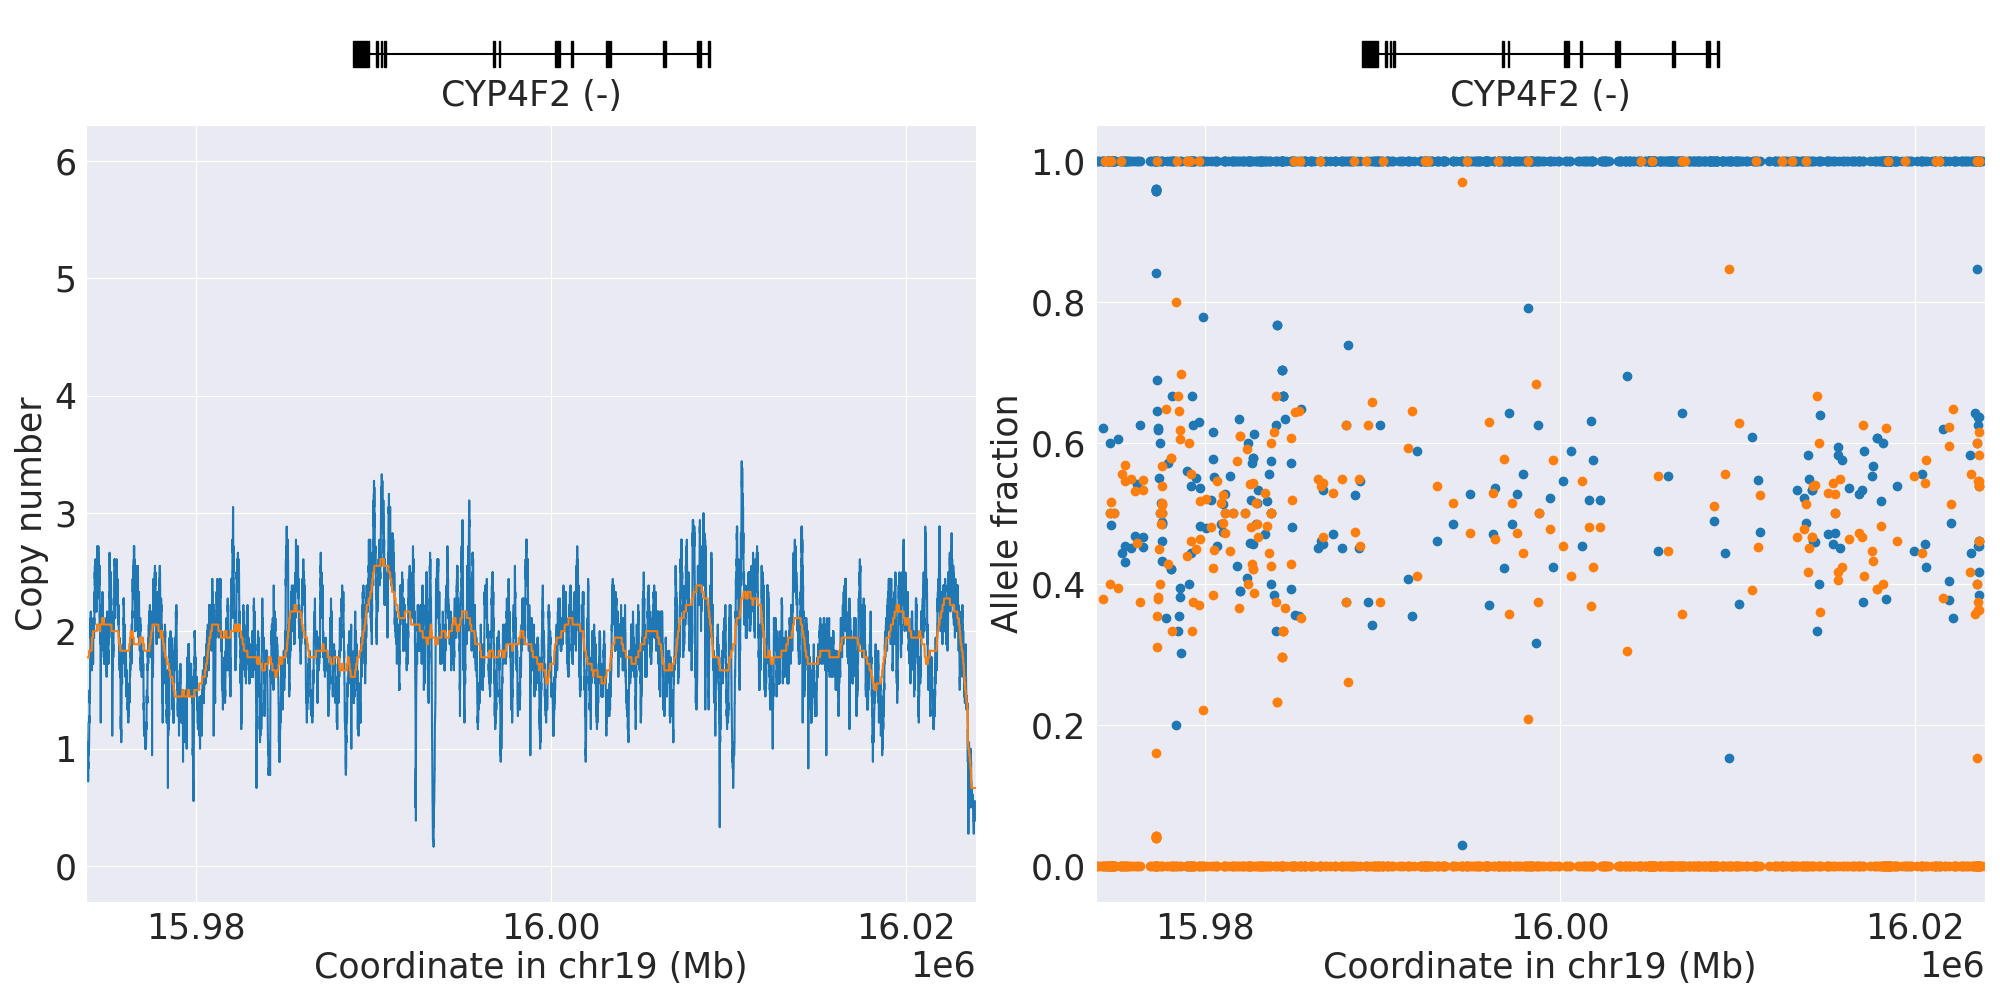 CYP4F2 (-)
6
5
4
3
2
1
0
Copy number
15.98
16.00
16.02
Coordinate in chr19 (Mb)
1e6
CYP4F2 (-)
1.0
0.8
0.6
0.4
0.2
0.0
Allele fraction
15.98
16.00
16.02
Coordinate in chr19 (Mb)
1e6